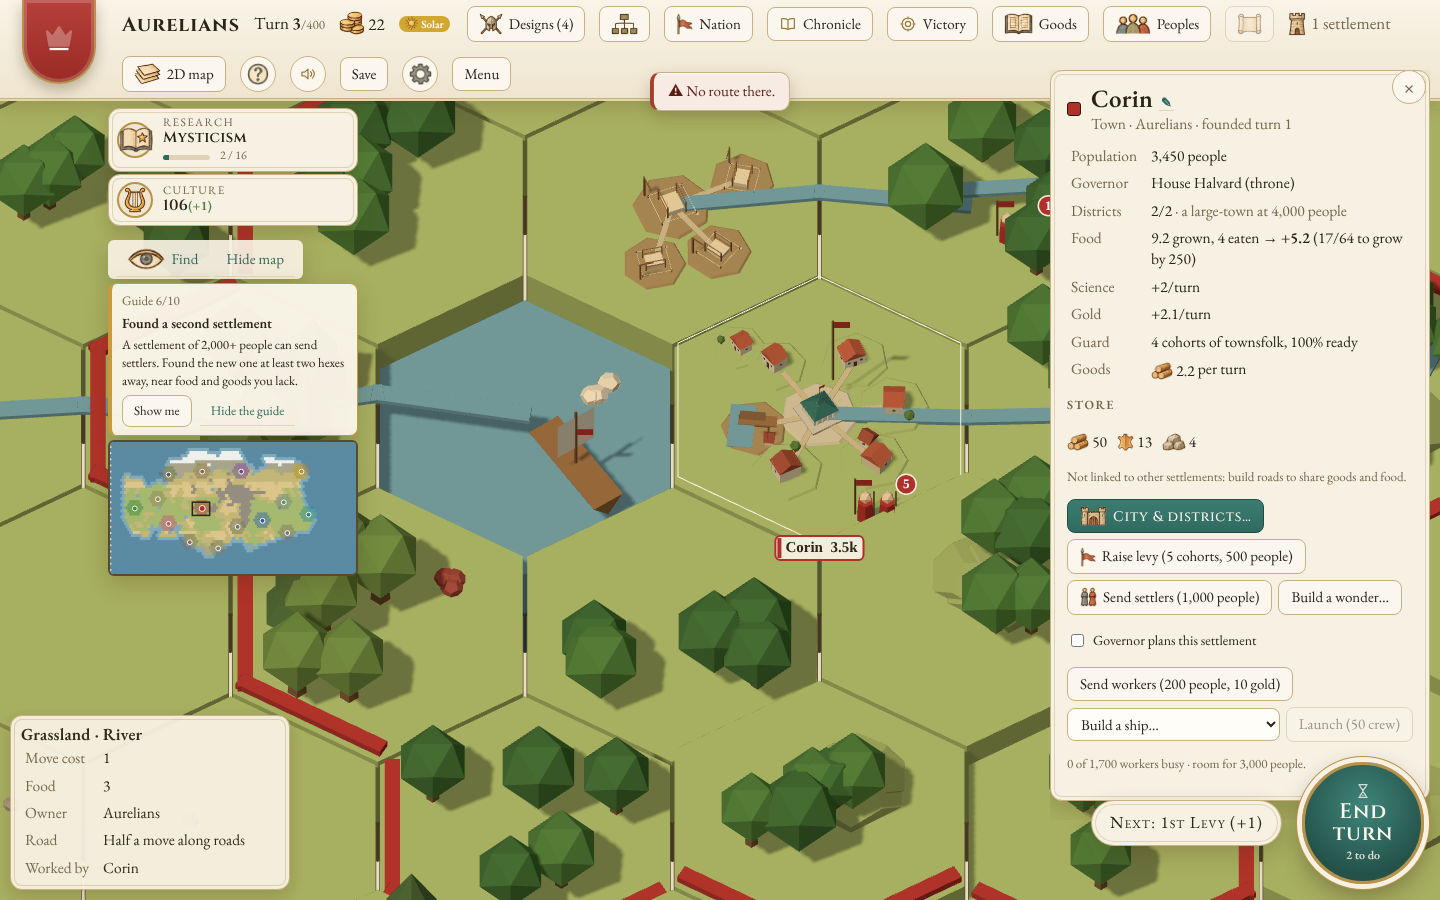 AURELIANS Turn 3/400 22 Solar Designs (4) Nation Chronicle Victory Goods Peoples 1 settlement
2D map ? Save Menu
No route there.
RESEARCH
MYSTICISM
2 / 16
CULTURE
106(+1)
Find Hide map
Guide 6/10
Found a second settlement
A settlement of 2,000+ people can send
settlers. Found the new one at least two hexes
away, near food and goods you lack.
Show me Hide the guide
1
5
Corin 3.5k
Grassland · River
Move cost 1
Food 3
Owner Aurelians
Road Half a move along roads
Worked by Corin
Corin
×
Town · Aurelians · founded turn 1
Population 3,450 people
Governor House Halvard (throne)
Districts 2/2 · a large-town at 4,000 people
Food 9.2 grown, 4 eaten → +5.2 (17/64 to grow
by 250)
Science +2/turn
Gold +2.1/turn
Guard 4 cohorts of townsfolk, 100% ready
Goods 2.2 per turn
STORE
50 13 4
Not linked to other settlements: build roads to share goods and food.
CITY & DISTRICTS...
Raise levy (5 cohorts, 500 people)
Send settlers (1,000 people) Build a wonder...
Governor plans this settlement
Send workers (200 people, 10 gold)
Build a ship... Launch (50 crew)
0 of 1,700 workers busy · room for 3,000 people.
NEXT: 1ST LEVY (+1)
END
TURN
2 to do